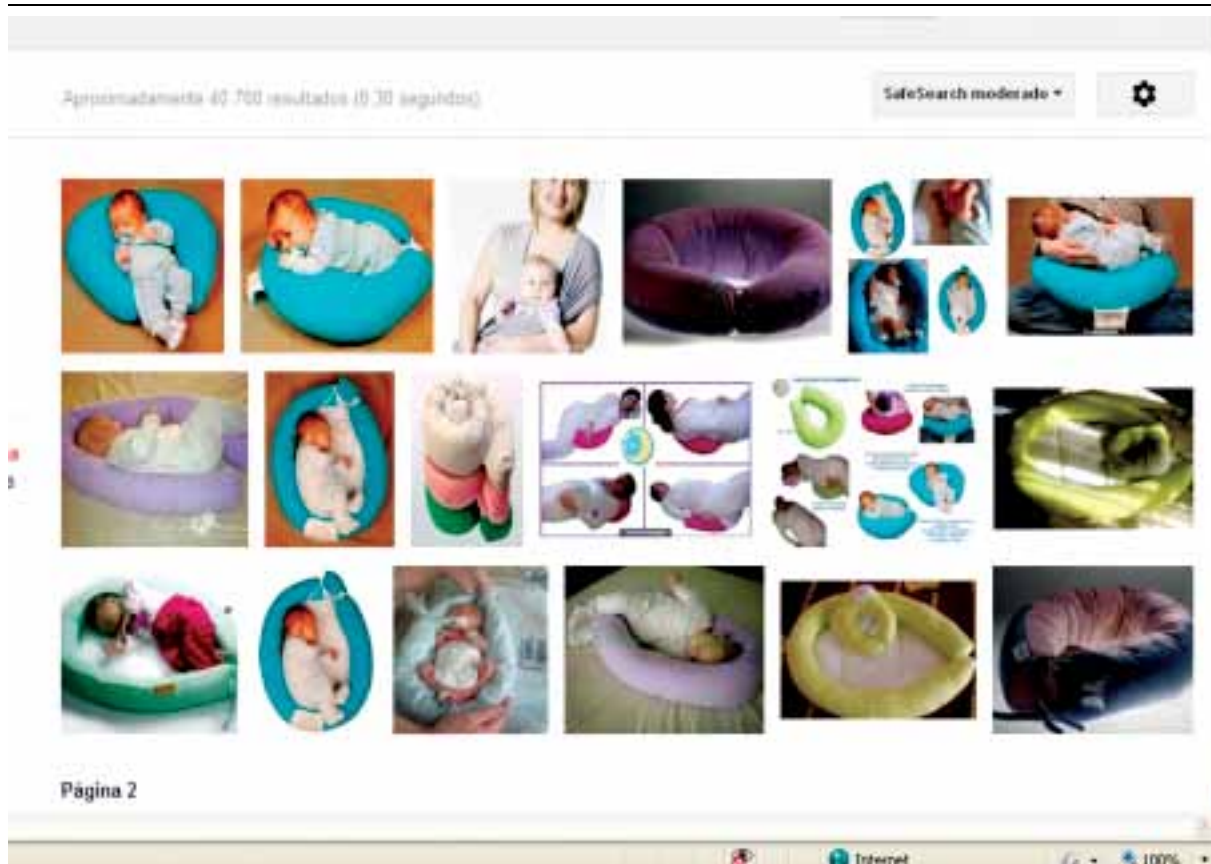 Aproximadamente 40.700 resultados (0,30 segundos)
SafeSearch moderado
Página 2
Internet
100%